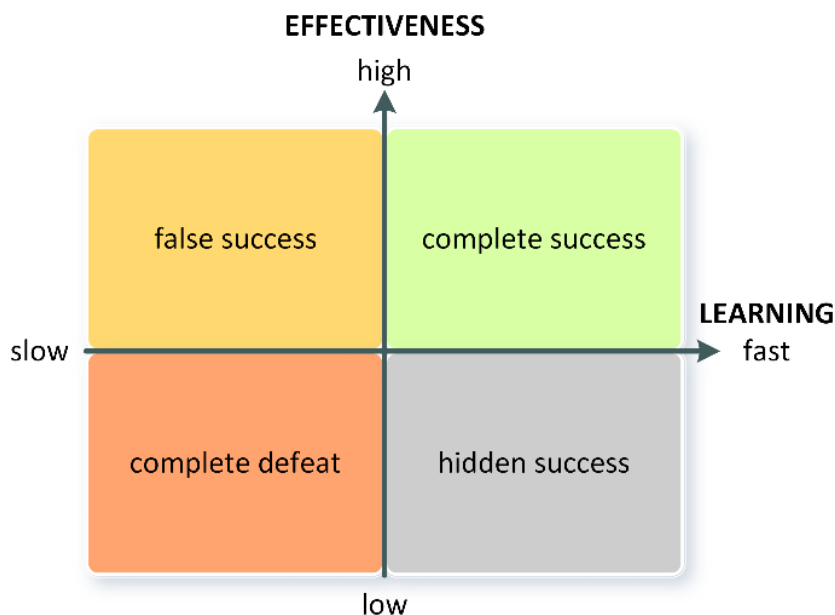 EFFECTIVENESS
high
false success
complete success
LEARNING
slow
fast
complete defeat
hidden success
low